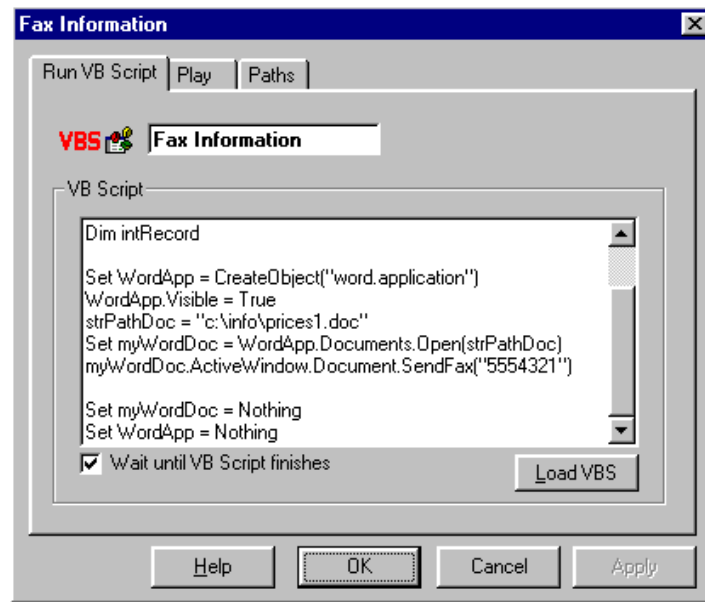 Fax Information
Run VB Script Play Paths
VBS Fax Information
VB Script
Dim intRecord
Set WordApp = CreateObject("word.application")
WordApp.Visible = True
strPathDoc = "c:\info\prices1.doc"
Set myWordDoc = WordApp.Documents.Open(strPathDoc)
myWordDoc.ActiveWindow.Document.SendFax("5554321")
Set myWordDoc = Nothing
Set WordApp = Nothing
Wait until VB Script finishes
Load VBS
Help OK Cancel Apply